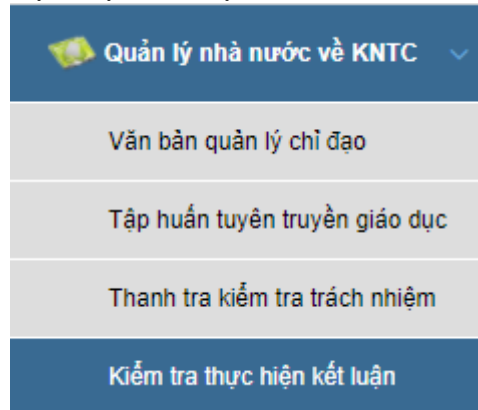 Quản lý nhà nước về KNTC
Văn bản quản lý chỉ đạo
Tập huấn tuyên truyền giáo dục
Thanh tra kiểm tra trách nhiệm
Kiểm tra thực hiện kết luận